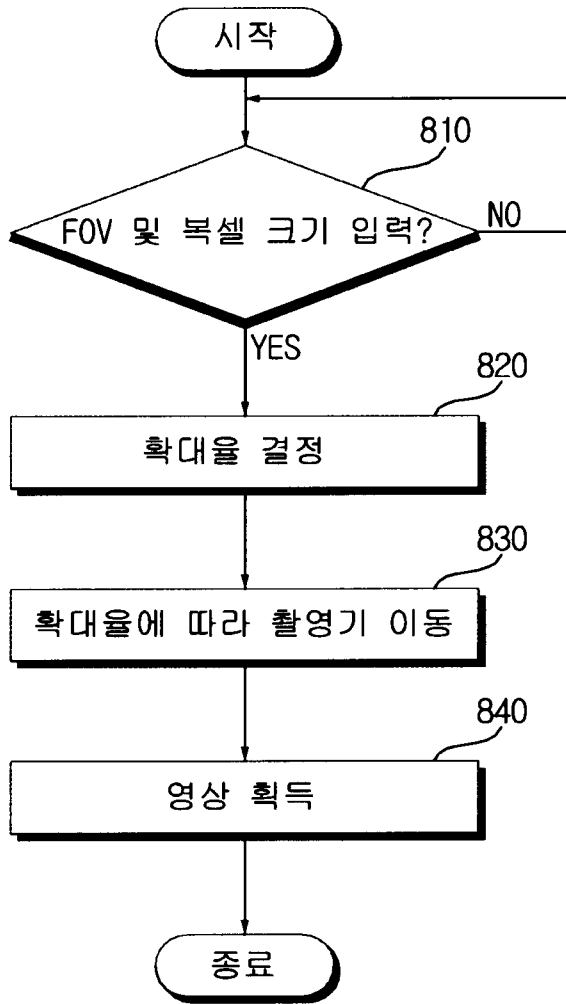 시작
810
FOV 및 복셀 크기 입력?
NO
YES
820
확대율 결정
830
확대율에 따라 촬영기 이동
840
영상 획득
종료